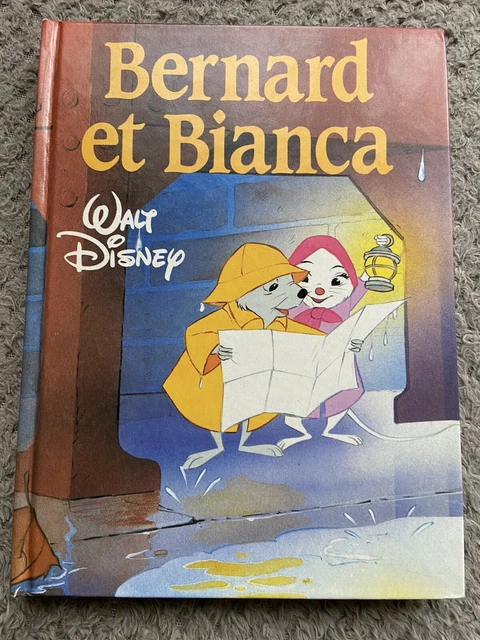 Bernard
et Bianca
Walt
Disney